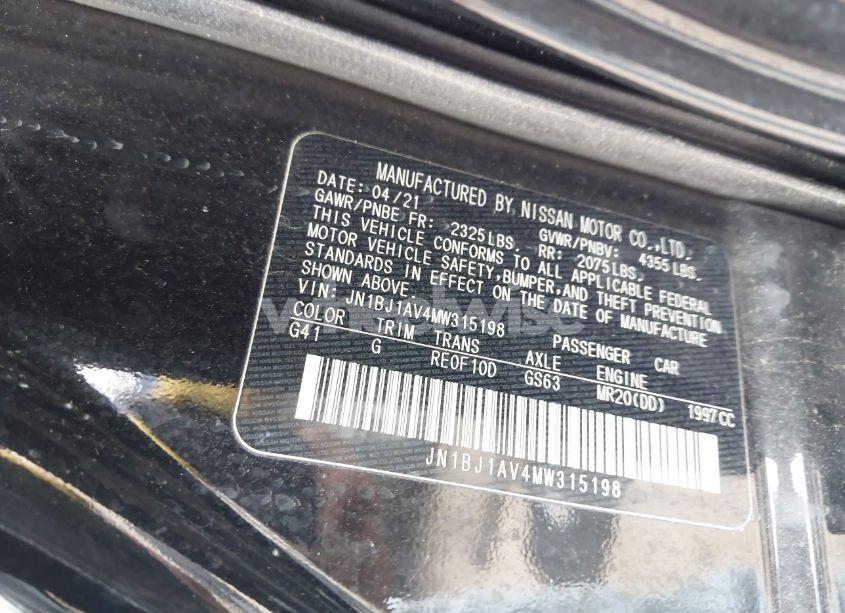 MANUFACTURED BY NISSAN MOTOR CO.,LTD.
DATE: 04/21 GVWR/PNBV: 4355LBS.
GAWR/PNBE FR: 2325LBS. RR: 2075LBS.
THIS VEHICLE CONFORMS TO ALL APPLICABLE FEDERAL
MOTOR VEHICLE SAFETY,BUMPER,AND THEFT PREVENTION
STANDARDS IN EFFECT ON THE DATE OF MANUFACTURE
SHOWN ABOVE.
VIN: JN1BJ1AV4MW315198 PASSENGER CAR
COLOR TRIM TRANS AXLE ENGINE
G41 G RE0F10D GS63 MR20(DD) 1997CC
JN1BJ1AV4MW315198